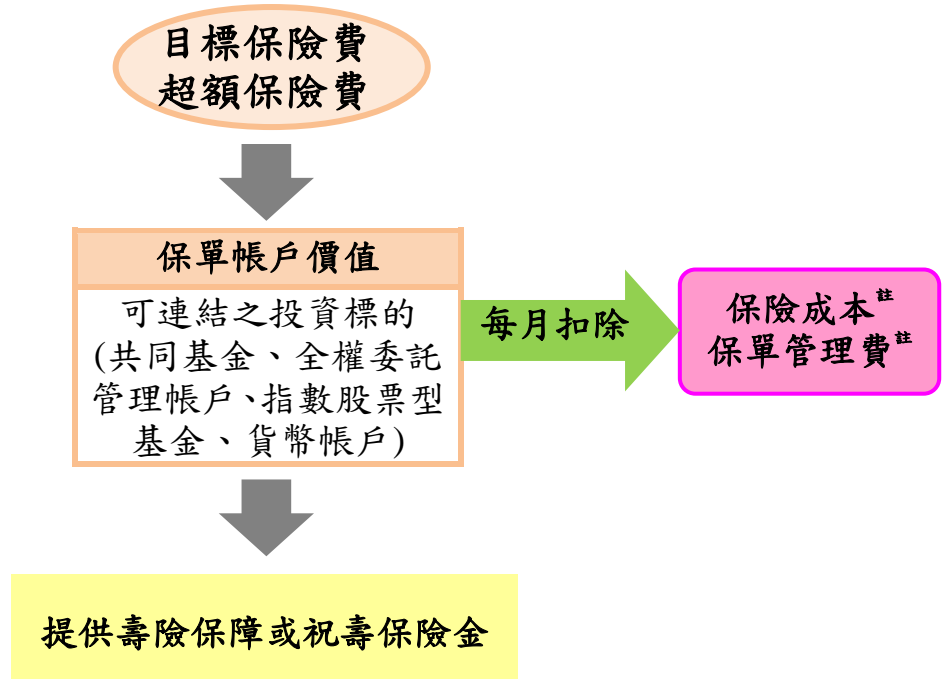 目標保險費
超額保險費
保單帳戶價值
可連結之投資標的
(共同基金、全權委託
管理帳戶、指數股票型
基金、貨幣帳戶)
每月扣除
保險成本註
保單管理費註
提供壽險保障或祝壽保險金